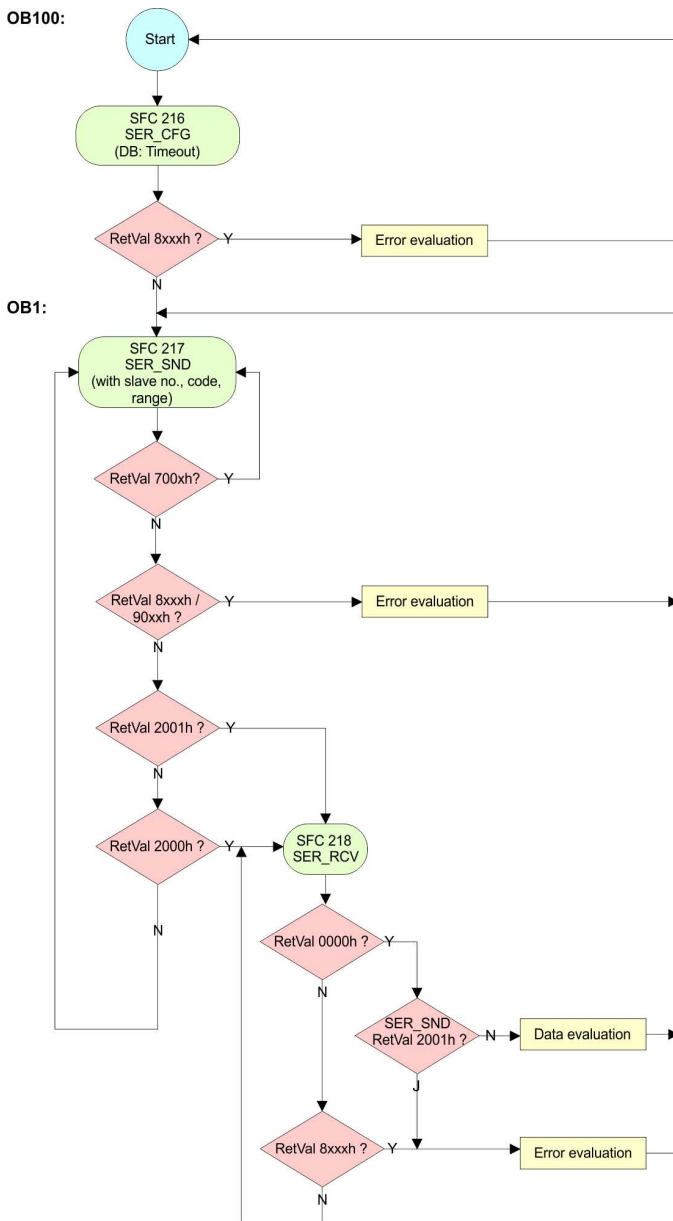 OB100:
Start
SFC 216
SER_CFG
(DB: Timeout)
RetVal 8xxxh ?
Y
Error evaluation
N
OB1:
SFC 217
SER_SND
(with slave no., code,
range)
RetVal 700xh?
Y
N
RetVal 8xxxh /
90xxh ?
Y
Error evaluation
N
RetVal 2001h ?
Y
N
RetVal 2000h ?
Y
SFC 218
SER_RCV
N
RetVal 0000h ?
Y
N
SER_SND
RetVal 2001h ?
N
Data evaluation
J
RetVal 8xxxh ?
Y
Error evaluation
N